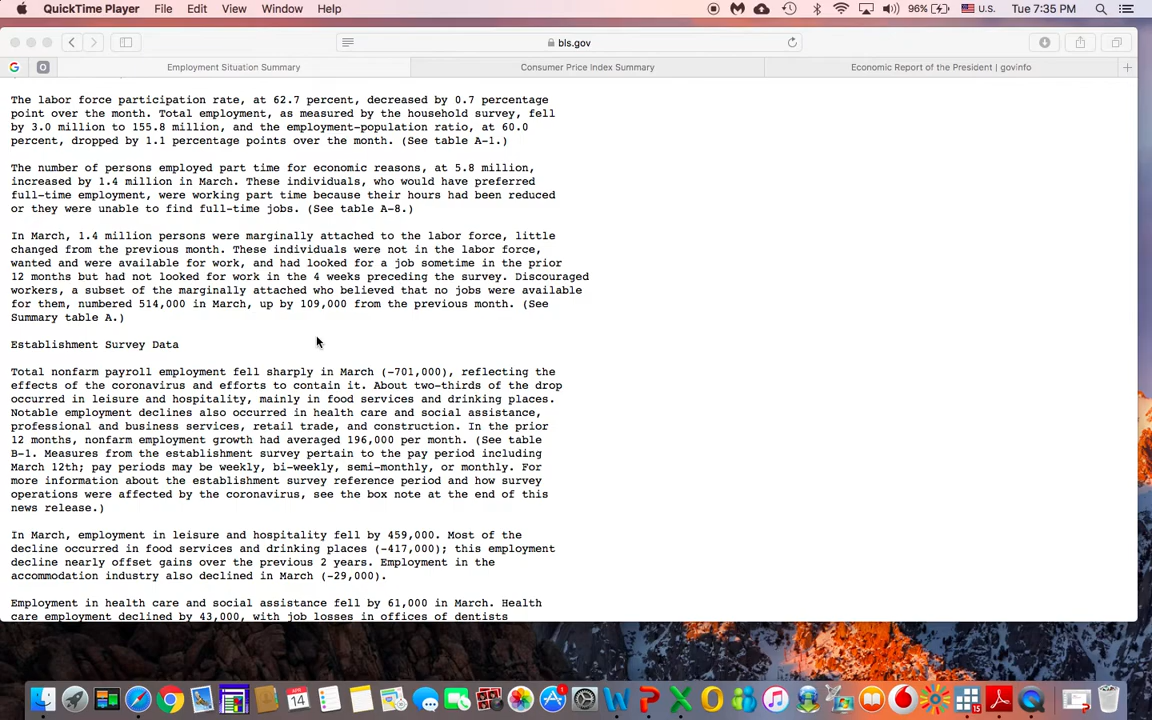 QuickTime Player File Edit View Window Help 96% U.S. Tue 7:35 PM
bls.gov
G O Employment Situation Summary Consumer Price Index Summary Economic Report of the President | govinfo
The labor force participation rate, at 62.7 percent, decreased by 0.7 percentage
point over the month. Total employment, as measured by the household survey, fell
by 3.0 million to 155.8 million, and the employment-population ratio, at 60.0
percent, dropped by 1.1 percentage points over the month. (See table A-1.)
The number of persons employed part time for economic reasons, at 5.8 million,
increased by 1.4 million in March. These individuals, who would have preferred
full-time employment, were working part time because their hours had been reduced
or they were unable to find full-time jobs. (See table A-8.)
In March, 1.4 million persons were marginally attached to the labor force, little
changed from the previous month. These individuals were not in the labor force,
wanted and were available for work, and had looked for a job sometime in the prior
12 months but had not looked for work in the 4 weeks preceding the survey. Discouraged
workers, a subset of the marginally attached who believed that no jobs were available
for them, numbered 514,000 in March, up by 109,000 from the previous month. (See
Summary table A.)
Establishment Survey Data
Total nonfarm payroll employment fell sharply in March (-701,000), reflecting the
effects of the coronavirus and efforts to contain it. About two-thirds of the drop
occurred in leisure and hospitality, mainly in food services and drinking places.
Notable employment declines also occurred in health care and social assistance,
professional and business services, retail trade, and construction. In the prior
12 months, nonfarm employment growth had averaged 196,000 per month. (See table
B-1. Measures from the establishment survey pertain to the pay period including
March 12th; pay periods may be weekly, bi-weekly, semi-monthly, or monthly. For
more information about the establishment survey reference period and how survey
operations were affected by the coronavirus, see the box note at the end of this
news release.)
In March, employment in leisure and hospitality fell by 459,000. Most of the
decline occurred in food services and drinking places (-417,000); this employment
decline nearly offset gains over the previous 2 years. Employment in the
accommodation industry also declined in March (-29,000).
Employment in health care and social assistance fell by 61,000 in March. Health
care employment declined by 43,000, with job losses in offices of dentists